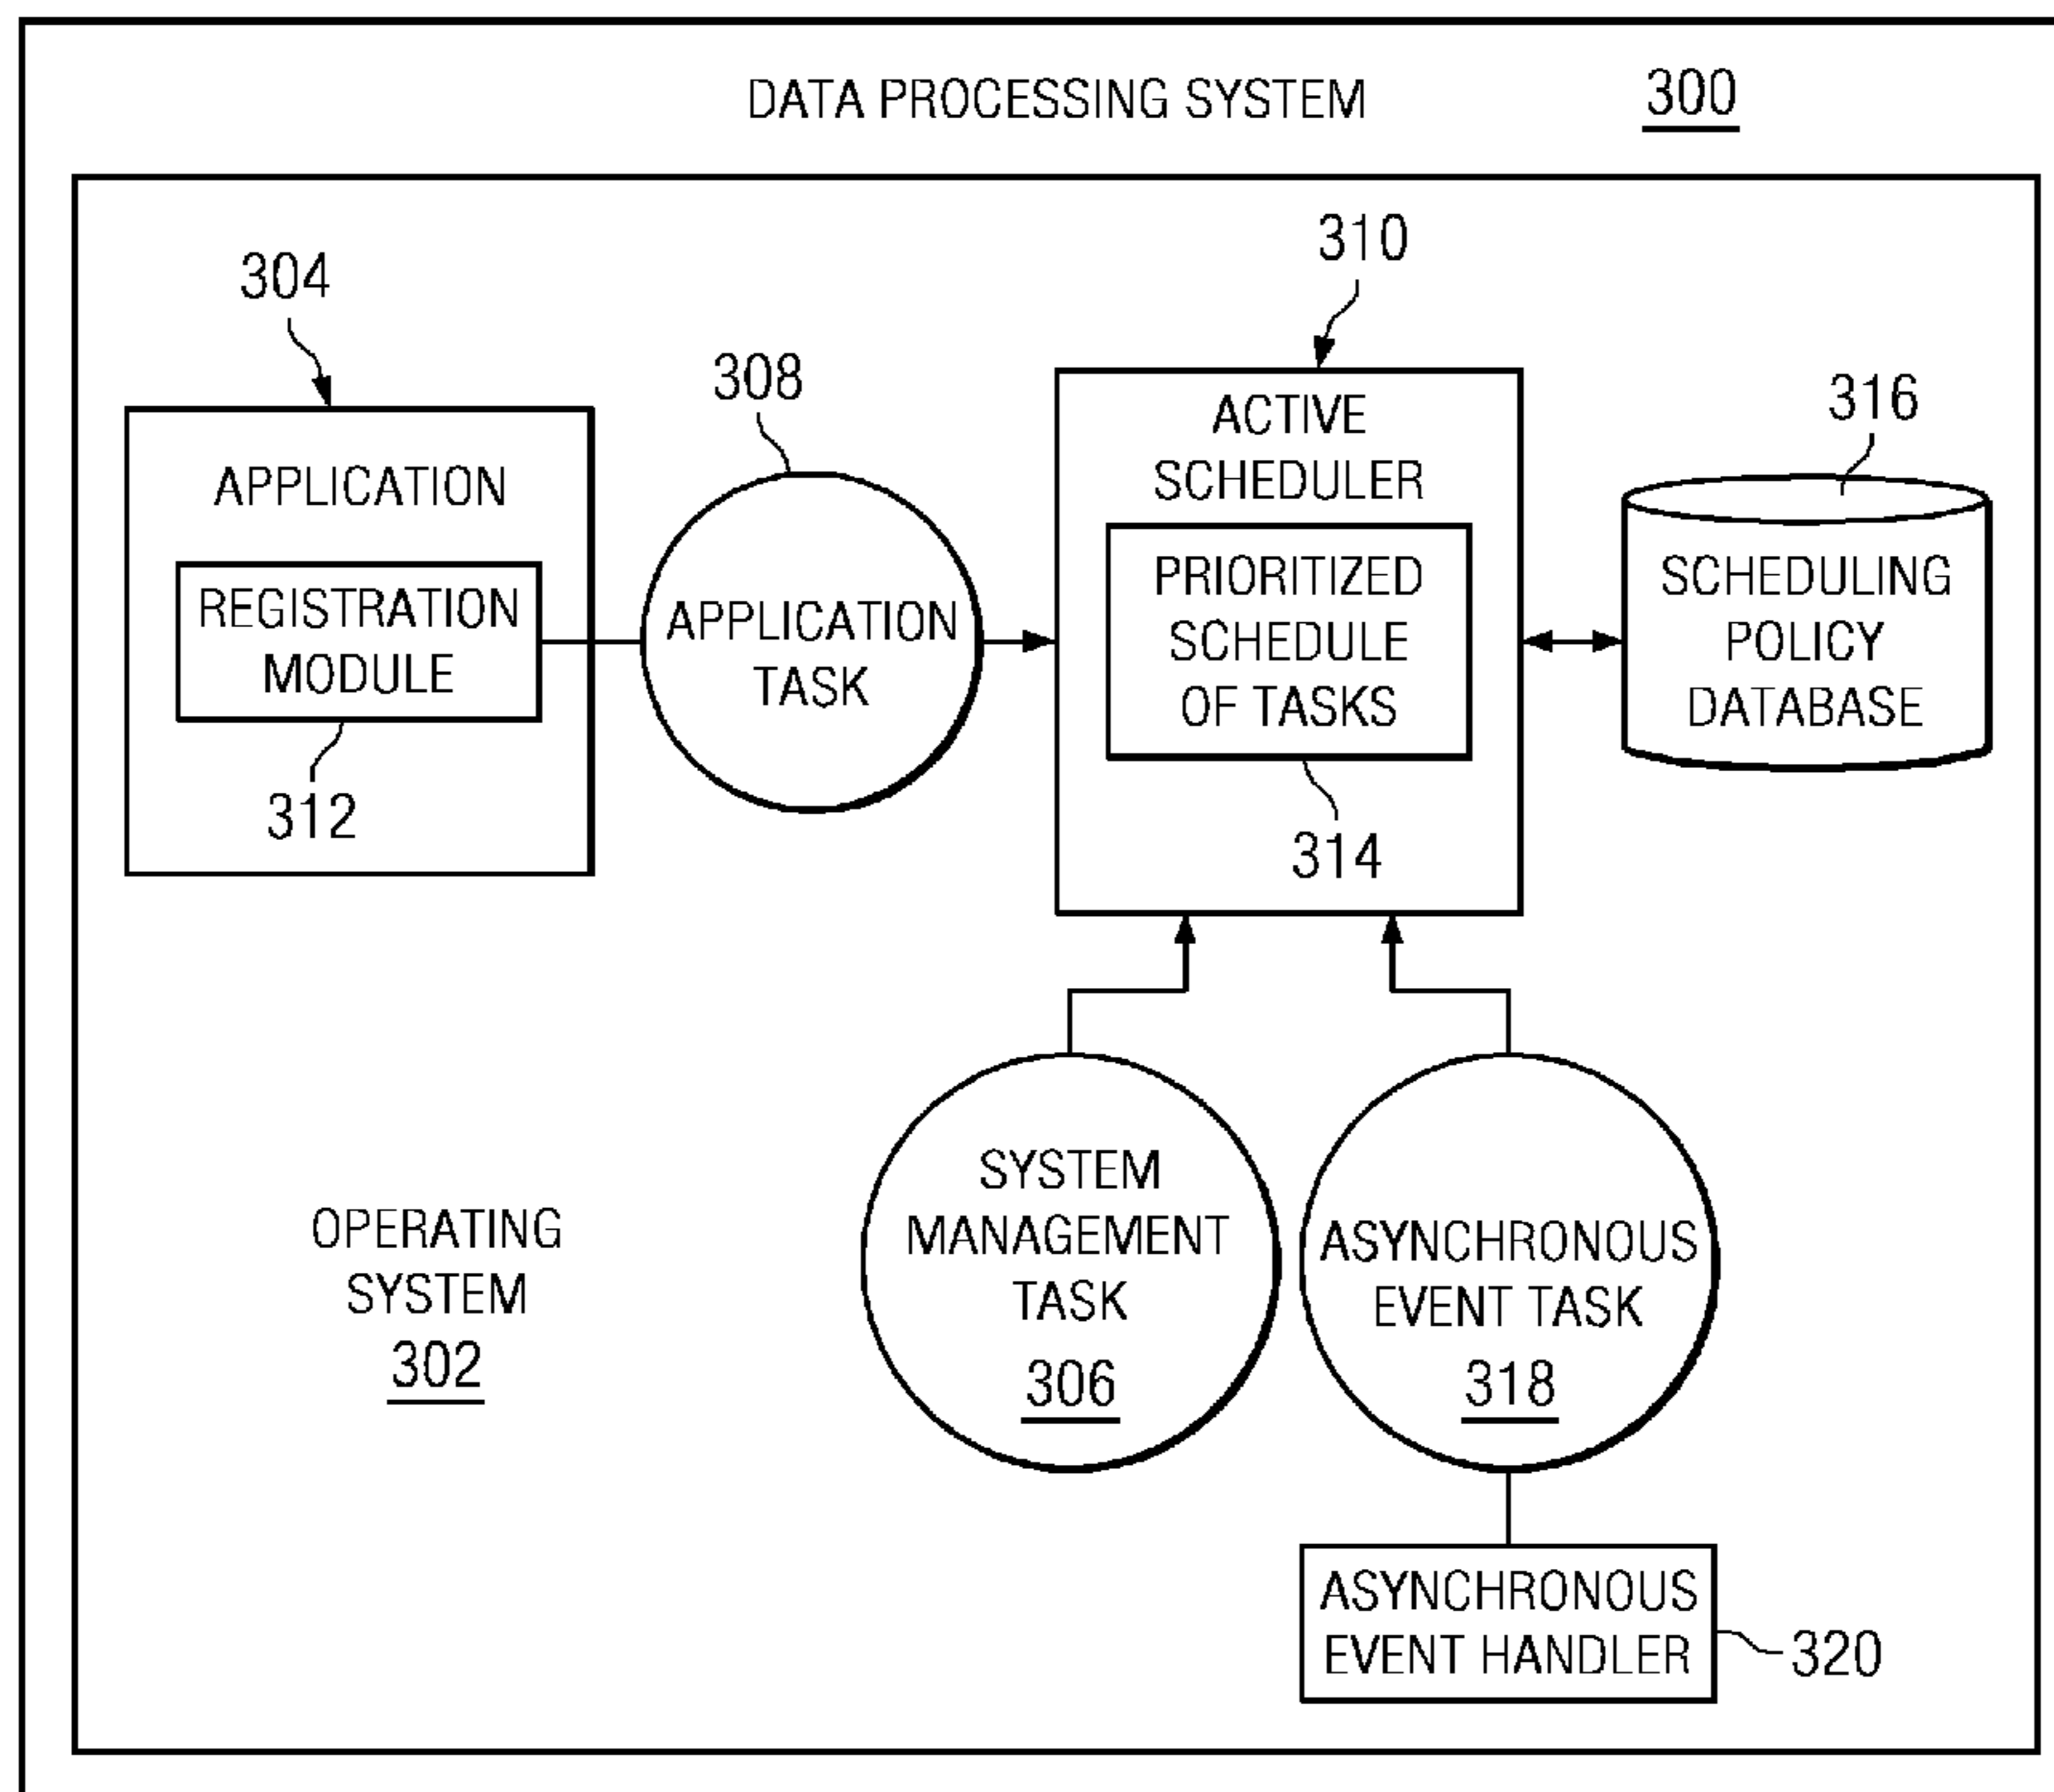 DATA PROCESSING SYSTEM 300
310
304
308
316
APPLICATION
REGISTRATION
MODULE
312
APPLICATION
TASK
ACTIVE
SCHEDULER
PRIORITIZED
SCHEDULE
OF TASKS
314
SCHEDULING
POLICY
DATABASE
OPERATING
SYSTEM
302
SYSTEM
MANAGEMENT
TASK
306
ASYNCHRONOUS
EVENT TASK
318
ASYNCHRONOUS
EVENT HANDLER
320